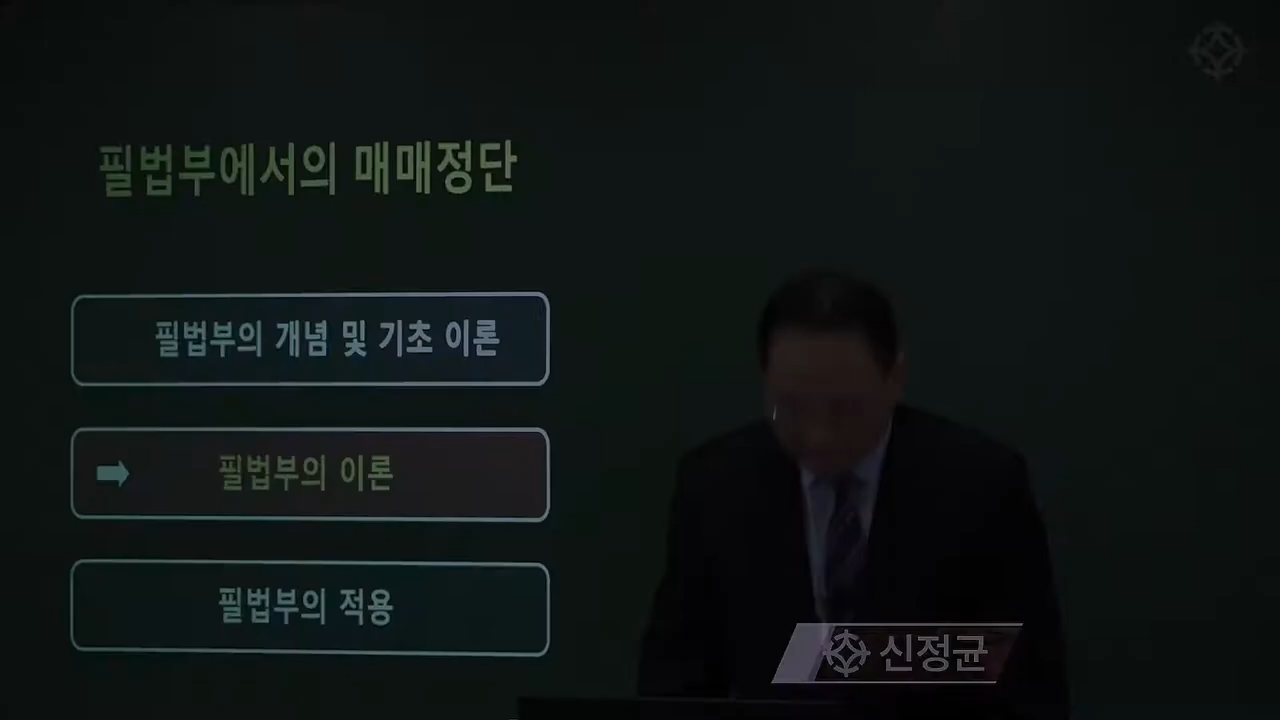 필법부에서의 매매정단
필법부의 개념 및 기초 이론
필법부의 이론
필법부의 적용
신정균